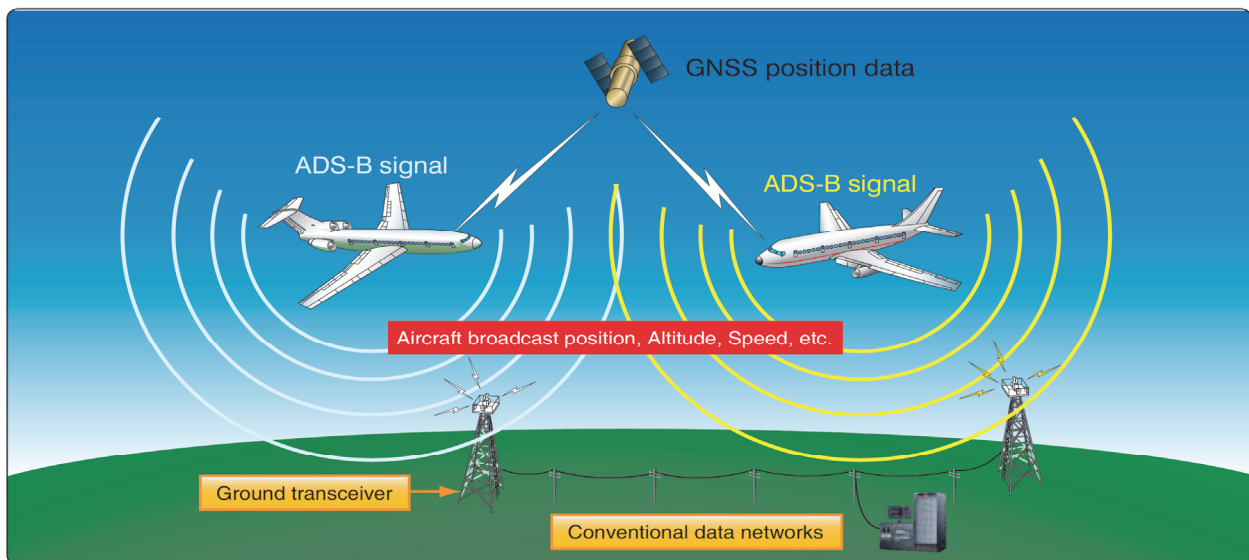 GNSS position data
ADS-B signal
ADS-B signal
Aircraft broadcast position, Altitude, Speed, etc.
Ground transceiver
Conventional data networks